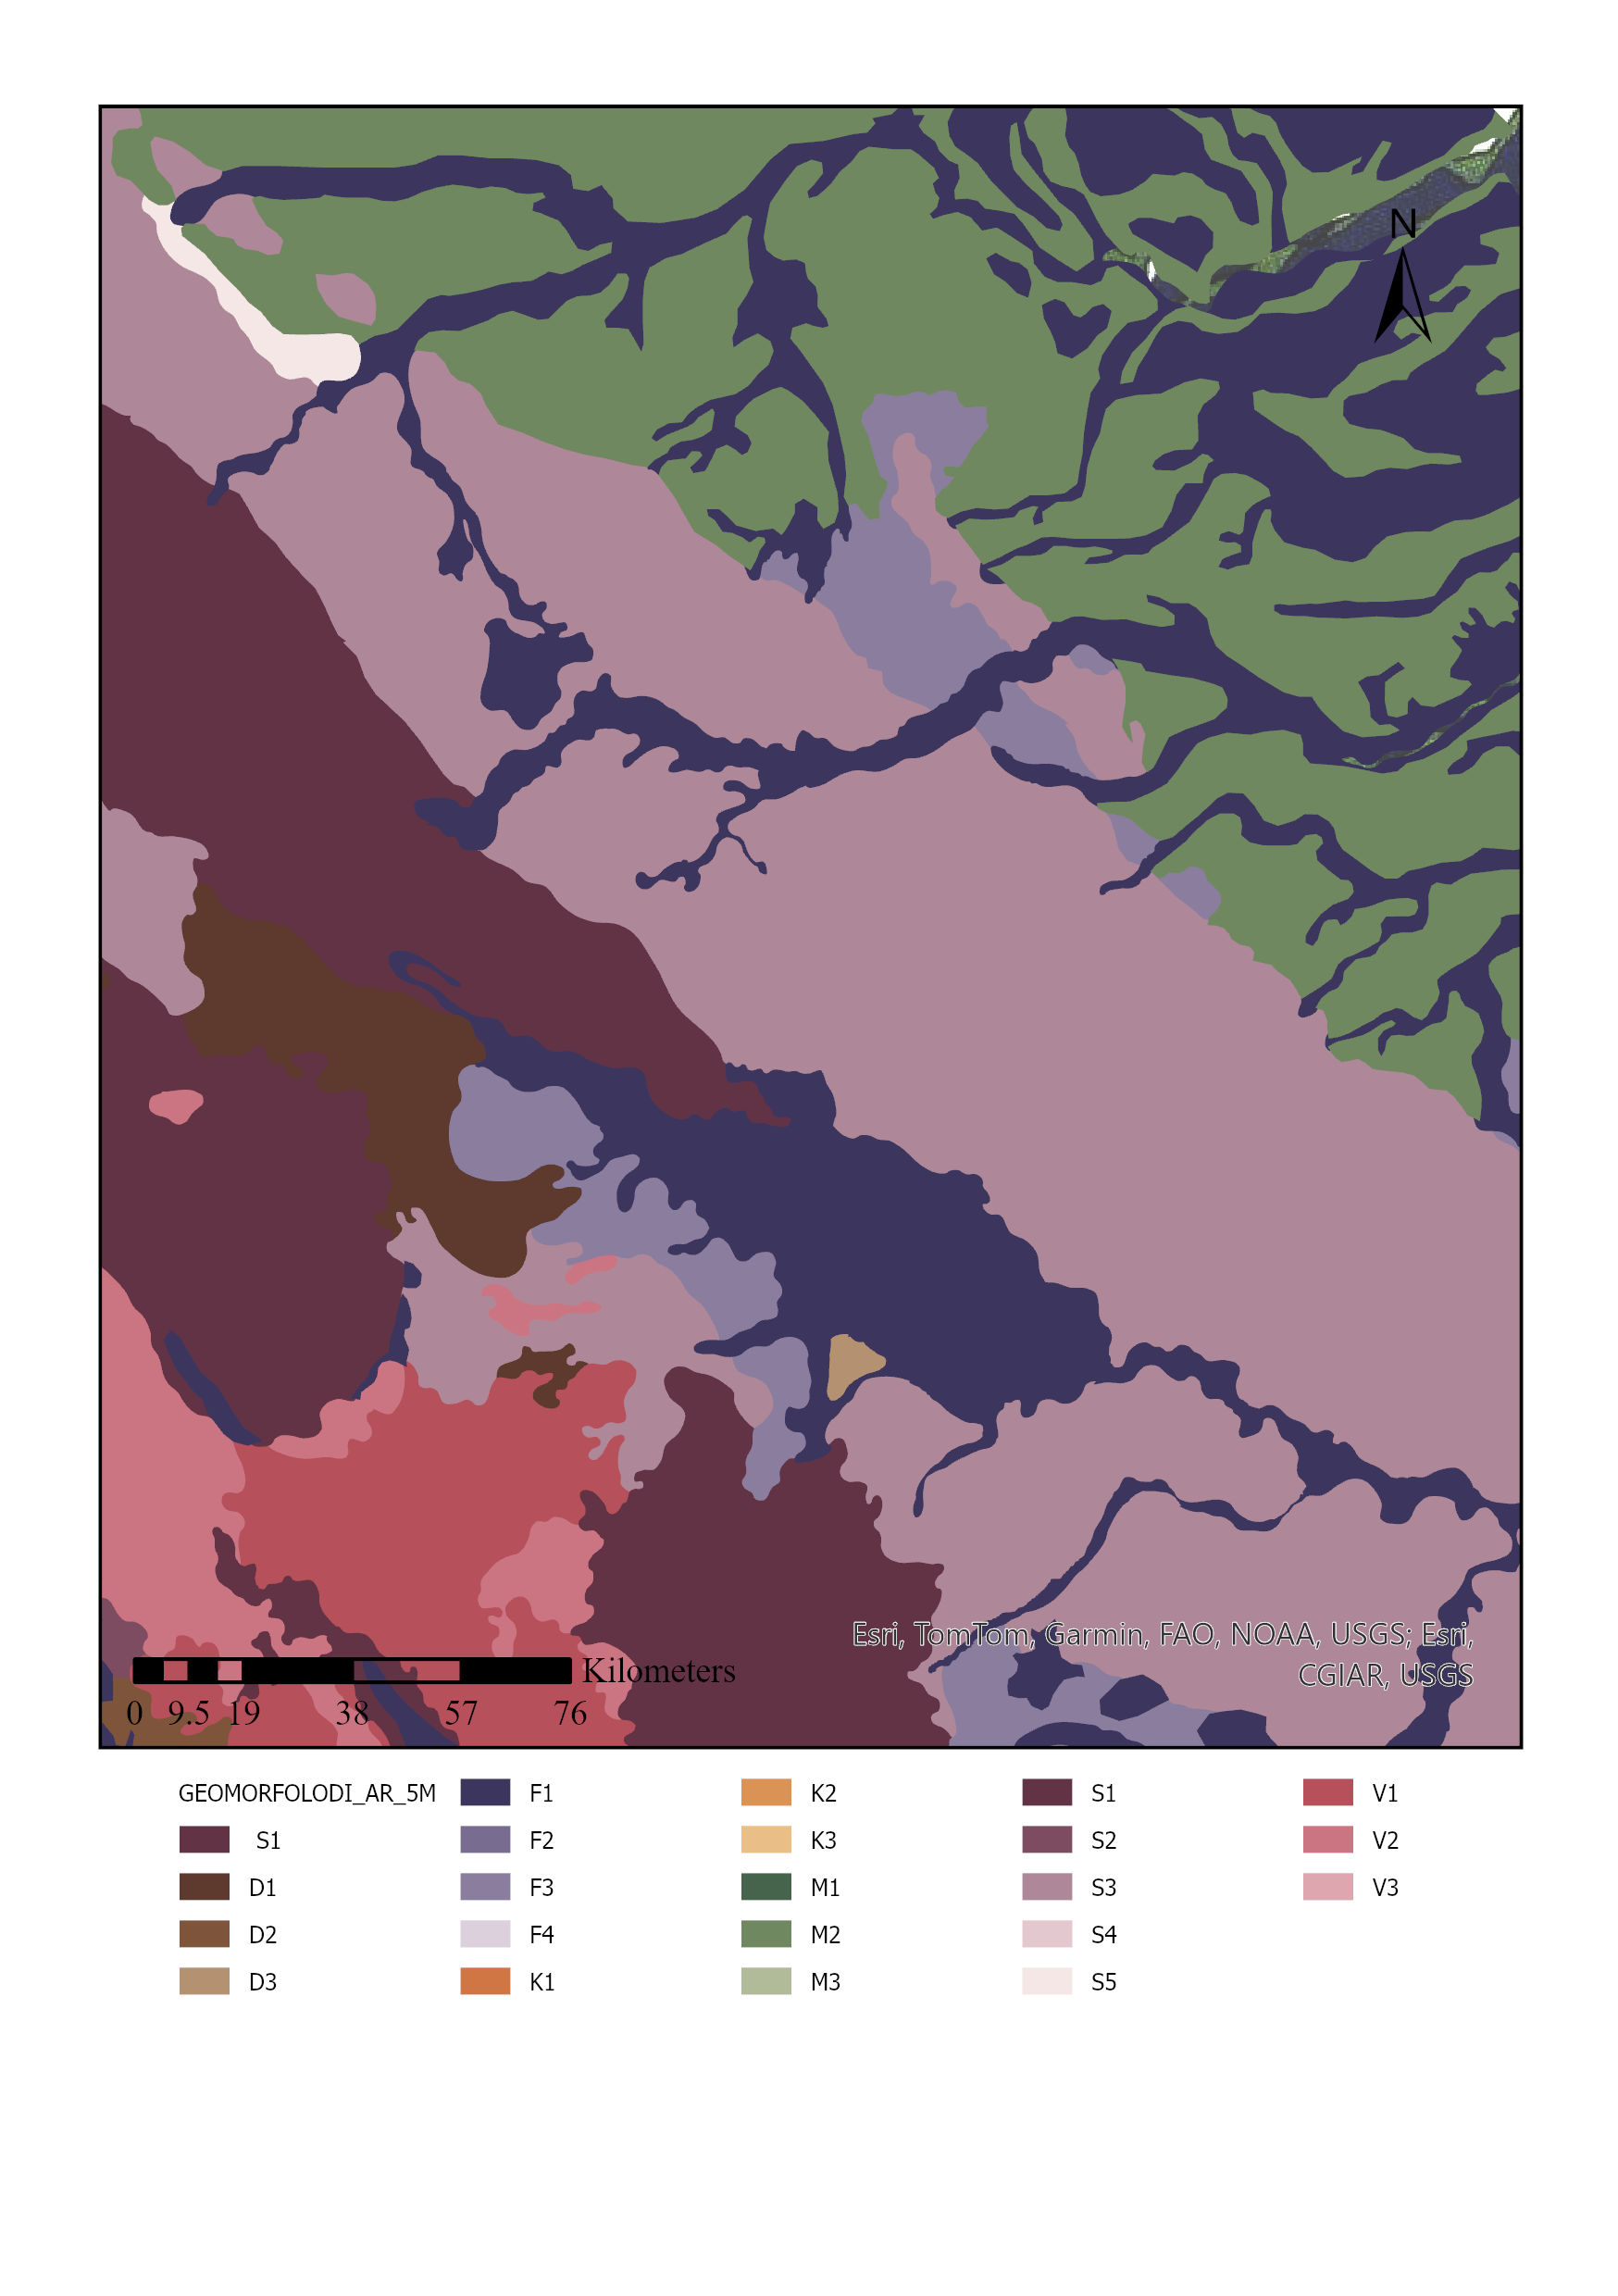 N
Esri, TomTom, Garmin, FAO, NOAA, USGS; Esri,
CGIAR, USGS
Kilometers
0 9.5 19 38 57 76
GEOMORFOLODI_AR_5M
S1
D1
D2
D3
F1
F2
F3
F4
K1
K2
K3
M1
M2
M3
S1
S2
S3
S4
S5
V1
V2
V3